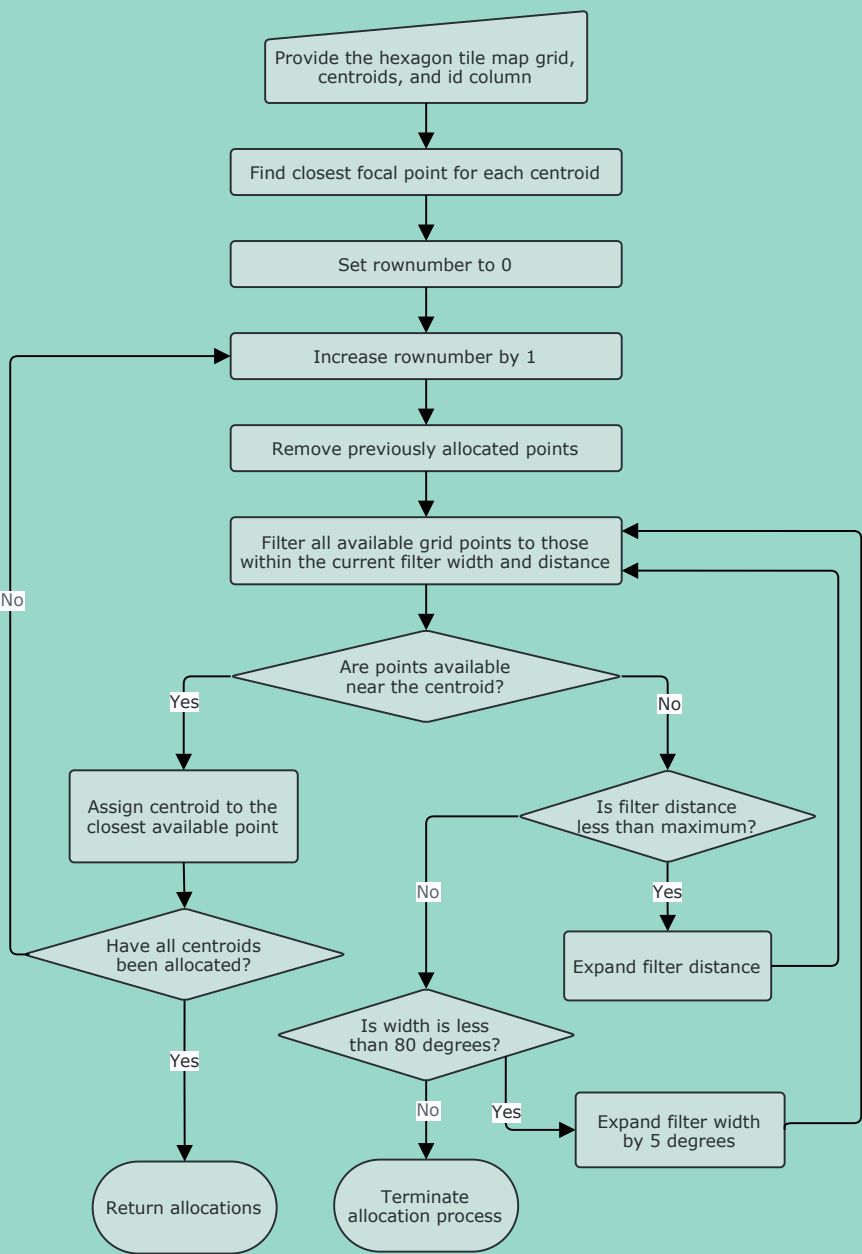 Provide the hexagon tile map grid,
centroids, and id column
Find closest focal point for each centroid
Set rownumber to 0
Increase rownumber by 1
Remove previously allocated points
Filter all available grid points to those
within the current filter width and distance
No
Are points available
near the centroid?
Yes
No
Assign centroid to the
closest available point
Is filter distance
less than maximum?
No
Yes
Have all centroids
been allocated?
Expand filter distance
Is width is less
than 80 degrees?
Yes
No
Yes
Expand filter width
by 5 degrees
Return allocations
Terminate
allocation process